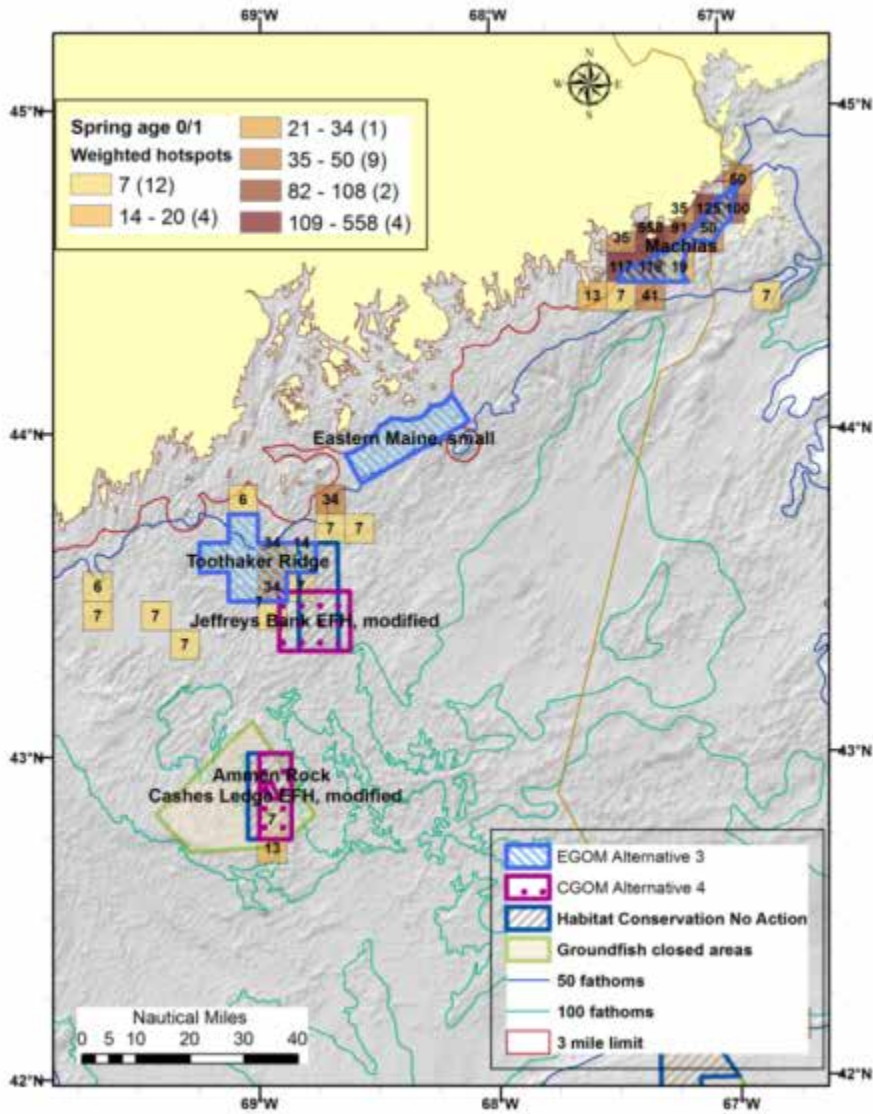 69°W 68°W 67°W
45°N 45°N
N
W E
S
Spring age 0/1
Weighted hotspots
7 (12)
14 - 20 (4)
21 - 34 (1)
35 - 50 (9)
82 - 108 (2)
109 - 558 (4)
50
35 125 100
35 558 91 50
Machias
117 19
13 7 41 7
44°N 44°N
Eastern Maine, small
6 34
7 7
34 14
Toothaker Ridge
6 34 7
7 7 7
Jeffreys Bank EFH, modified
7
43°N 43°N
Ammen Rock
Cashes Ledge EFH, modified
7
13
EGOM Alternative 3
CGOM Alternative 4
Habitat Conservation No Action
Groundfish closed areas
50 fathoms
100 fathoms
3 mile limit
Nautical Miles
0 5 10 20 30 40
42°N 42°N
69°W 68°W 67°W